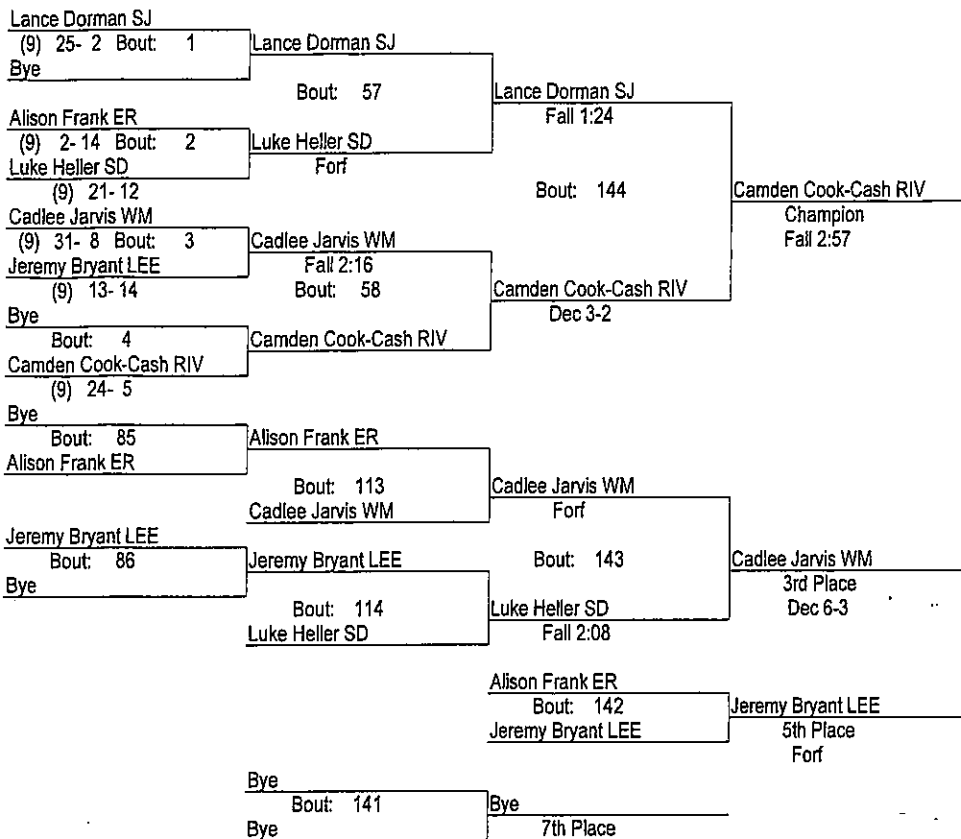 Lance Dorman SJ
(9) 25- 2 Bout: 1
Bye
Lance Dorman SJ
Bout: 57
Alison Frank ER
(9) 2- 14 Bout: 2
Luke Heller SD
(9) 21- 12
Luke Heller SD
Forf
Lance Dorman SJ
Fall 1:24
Bout: 144
Cadlee Jarvis WM
(9) 31- 8 Bout: 3
Jeremy Bryant LEE
(9) 13- 14
Cadlee Jarvis WM
Fall 2:16
Bout: 58
Bye
Bout: 4
Camden Cook-Cash RIV
(9) 24- 5
Camden Cook-Cash RIV
Camden Cook-Cash RIV
Dec 3-2
Camden Cook-Cash RIV
Champion
Fall 2:57
Bye
Bout: 85
Alison Frank ER
Alison Frank ER
Bout: 113
Cadlee Jarvis WM
Cadlee Jarvis WM
Forf
Bout: 143
Jeremy Bryant LEE
Bout: 86
Bye
Jeremy Bryant LEE
Bout: 114
Luke Heller SD
Luke Heller SD
Fall 2:08
Cadlee Jarvis WM
3rd Place
Dec 6-3
Alison Frank ER
Bout: 142
Jeremy Bryant LEE
Jeremy Bryant LEE
5th Place
Forf
Bye
Bout: 141
Bye
Bye
7th Place